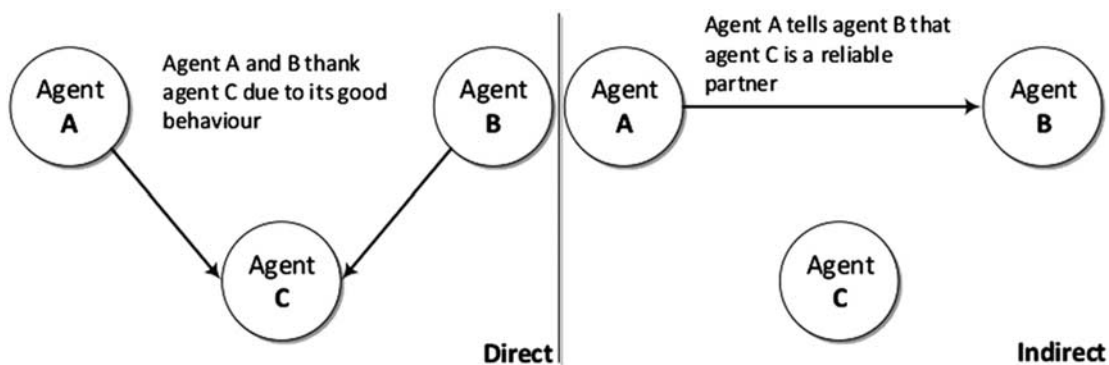 Agent
A
Agent A and B thank
agent C due to its good
behaviour
Agent
B
Agent
C
Direct
Agent
A
Agent A tells agent B that
agent C is a reliable
partner
Agent
B
Agent
C
Indirect